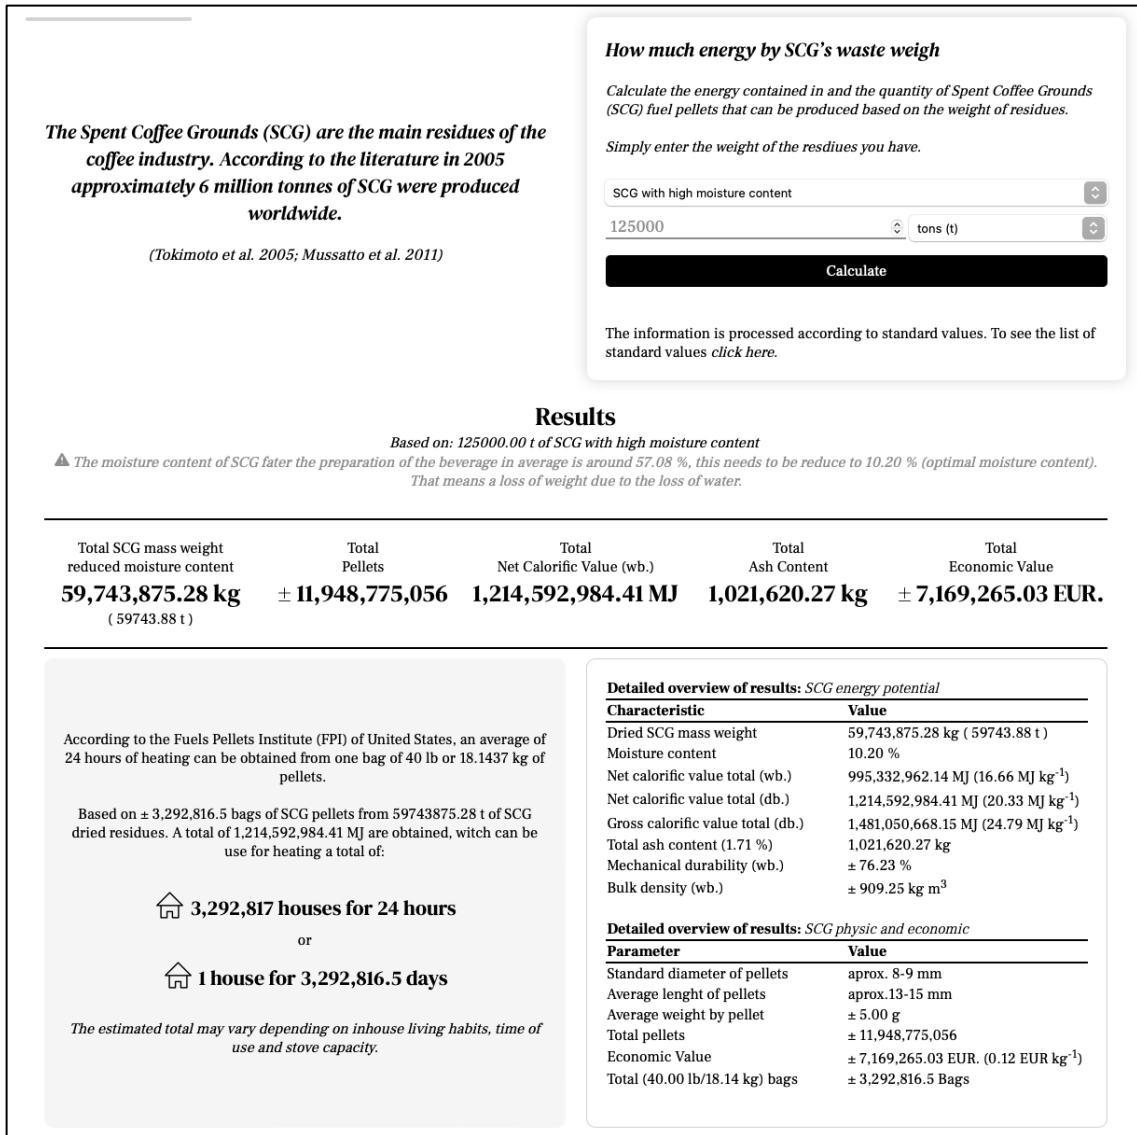 The Spent Coffee Grounds (SCG) are the main residues of the
coffee industry. According to the literature in 2005
approximately 6 million tonnes of SCG were produced
worldwide.
(Tokimoto et al. 2005; Mussatto et al. 2011)
How much energy by SCG's waste weigh
Calculate the energy contained in and the quantity of Spent Coffee Grounds
(SCG) fuel pellets that can be produced based on the weight of residues.
Simply enter the weight of the resdiues you have.
SCG with high moisture content
125000 tons (t)
Calculate
The information is processed according to standard values. To see the list of
standard values click here.
Results
Based on: 125000.00 t of SCG with high moisture content
The moisture content of SCG fater the preparation of the beverage in average is around 57.08 %, this needs to be reduce to 10.20 % (optimal moisture content).
That means a loss of weight due to the loss of water.
Total SCG mass weight
reduced moisture content
59,743,875.28 kg
( 59743.88 t )
Total
Pellets
± 11,948,775,056
Total
Net Calorific Value (wb.)
1,214,592,984.41 MJ
Total
Ash Content
1,021,620.27 kg
Total
Economic Value
± 7,169,265.03 EUR.
According to the Fuels Pellets Institute (FPI) of United States, an average of
24 hours of heating can be obtained from one bag of 40 lb or 18.1437 kg of
pellets.
Based on ± 3,292,816.5 bags of SCG pellets from 59743875.28 t of SCG
dried residues. A total of 1,214,592,984.41 MJ are obtained, witch can be
use for heating a total of:
3,292,817 houses for 24 hours
or
1 house for 3,292,816.5 days
The estimated total may vary depending on inhouse living habits, time of
use and stove capacity.
Detailed overview of results: SCG energy potential
Characteristic Value
Dried SCG mass weight 59,743,875.28 kg ( 59743.88 t )
Moisture content 10.20 %
Net calorific value total (wb.) 995,332,962.14 MJ (16.66 MJ kg⁻¹)
Net calorific value total (db.) 1,214,592,984.41 MJ (20.33 MJ kg⁻¹)
Gross calorific value total (db.) 1,481,050,668.15 MJ (24.79 MJ kg⁻¹)
Total ash content (1.71 %) 1,021,620.27 kg
Mechanical durability (wb.) ± 76.23 %
Bulk density (wb.) ± 909.25 kg m³
Detailed overview of results: SCG physic and economic
Parameter Value
Standard diameter of pellets aprox. 8-9 mm
Average lenght of pellets aprox.13-15 mm
Average weight by pellet ± 5.00 g
Total pellets ± 11,948,775,056
Economic Value ± 7,169,265.03 EUR. (0.12 EUR kg⁻¹)
Total (40.00 lb/18.14 kg) bags ± 3,292,816.5 Bags